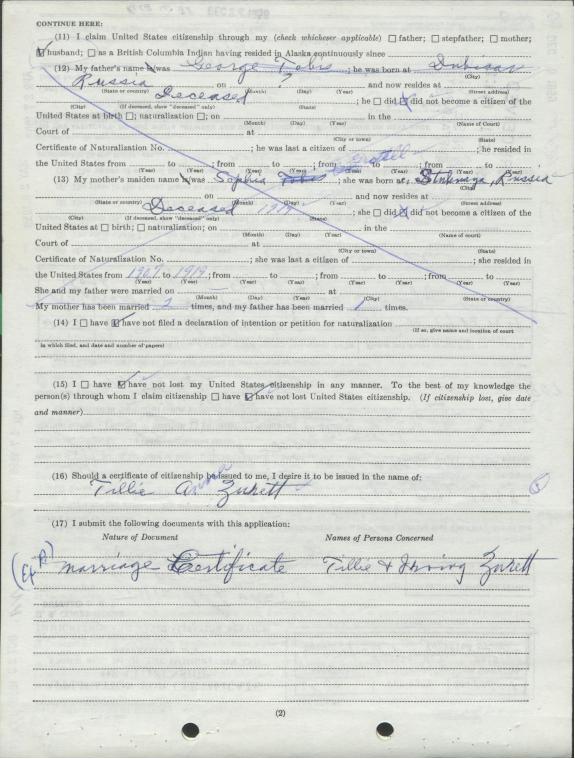 CONTINUE HERE:
(11) I claim United States citizenship through my (check whichever applicable) ☐ father; ☐ stepfather; ☐ mother;
☑ husband; ☐ as a British Columbia Indian having resided in Alaska continuously since
(12) My father's name is/was George Tobis ; he was born at Dubisar
(City)
Russia , on ? and now resides at
(State or country) (Month) (Day) (Year) (Street address)
Deceased ; he ☐ did ☒ did not become a citizen of the
(City) (If deceased, show "deceased" only) (State)
United States at birth ☐; naturalization ☐; on in the
(Month) (Day) (Year) (Name of Court)
Court of at
(City or town) (State)
Certificate of Naturalization No. ; he was last a citizen of ; he resided in
the United States from to ; from to ; from to ; from to
(Year) (Year) (Year) (Year) (Year) (Year) (Year) (Year)
(13) My mother's maiden name is/was Sophia Tobis ; she was born at
Russia
(City)
, on and now resides at
(State or country) (Month) (Day) (Year) (Street address)
Deceased 1919 ; she ☐ did ☒ did not become a citizen of the
(City) (If deceased, show "deceased" only) (State)
United States at ☐ birth; ☐ naturalization; on in the
(Month) (Day) (Year) (Name of court)
Court of at
(City or town) (State)
Certificate of Naturalization No. ; she was last a citizen of ; she resided in
the United States from 1907 to 1919 ; from to ; from to ; from to
(Year) (Year) (Year) (Year) (Year) (Year) (Year) (Year)
She and my father were married on at
(Month) (Day) (Year) (City) (State or country)
My mother has been married 2 times, and my father has been married 1 times.
(14) I ☐ have ☑ have not filed a declaration of intention or petition for naturalization
(If so, give name and location of court
in which filed, and date and number of papers)
(15) I ☐ have ☑ have not lost my United States citizenship in any manner. To the best of my knowledge the
person(s) through whom I claim citizenship ☐ have ☑ have not lost United States citizenship. (If citizenship lost, give date
and manner)
(16) Should a certificate of citizenship be issued to me, I desire it to be issued in the name of:
Tillie Zurett
(17) I submit the following documents with this application:
Nature of Document Names of Persons Concerned
(Ex A) Marriage Certificate Tillie & Irving Zurett
(2)